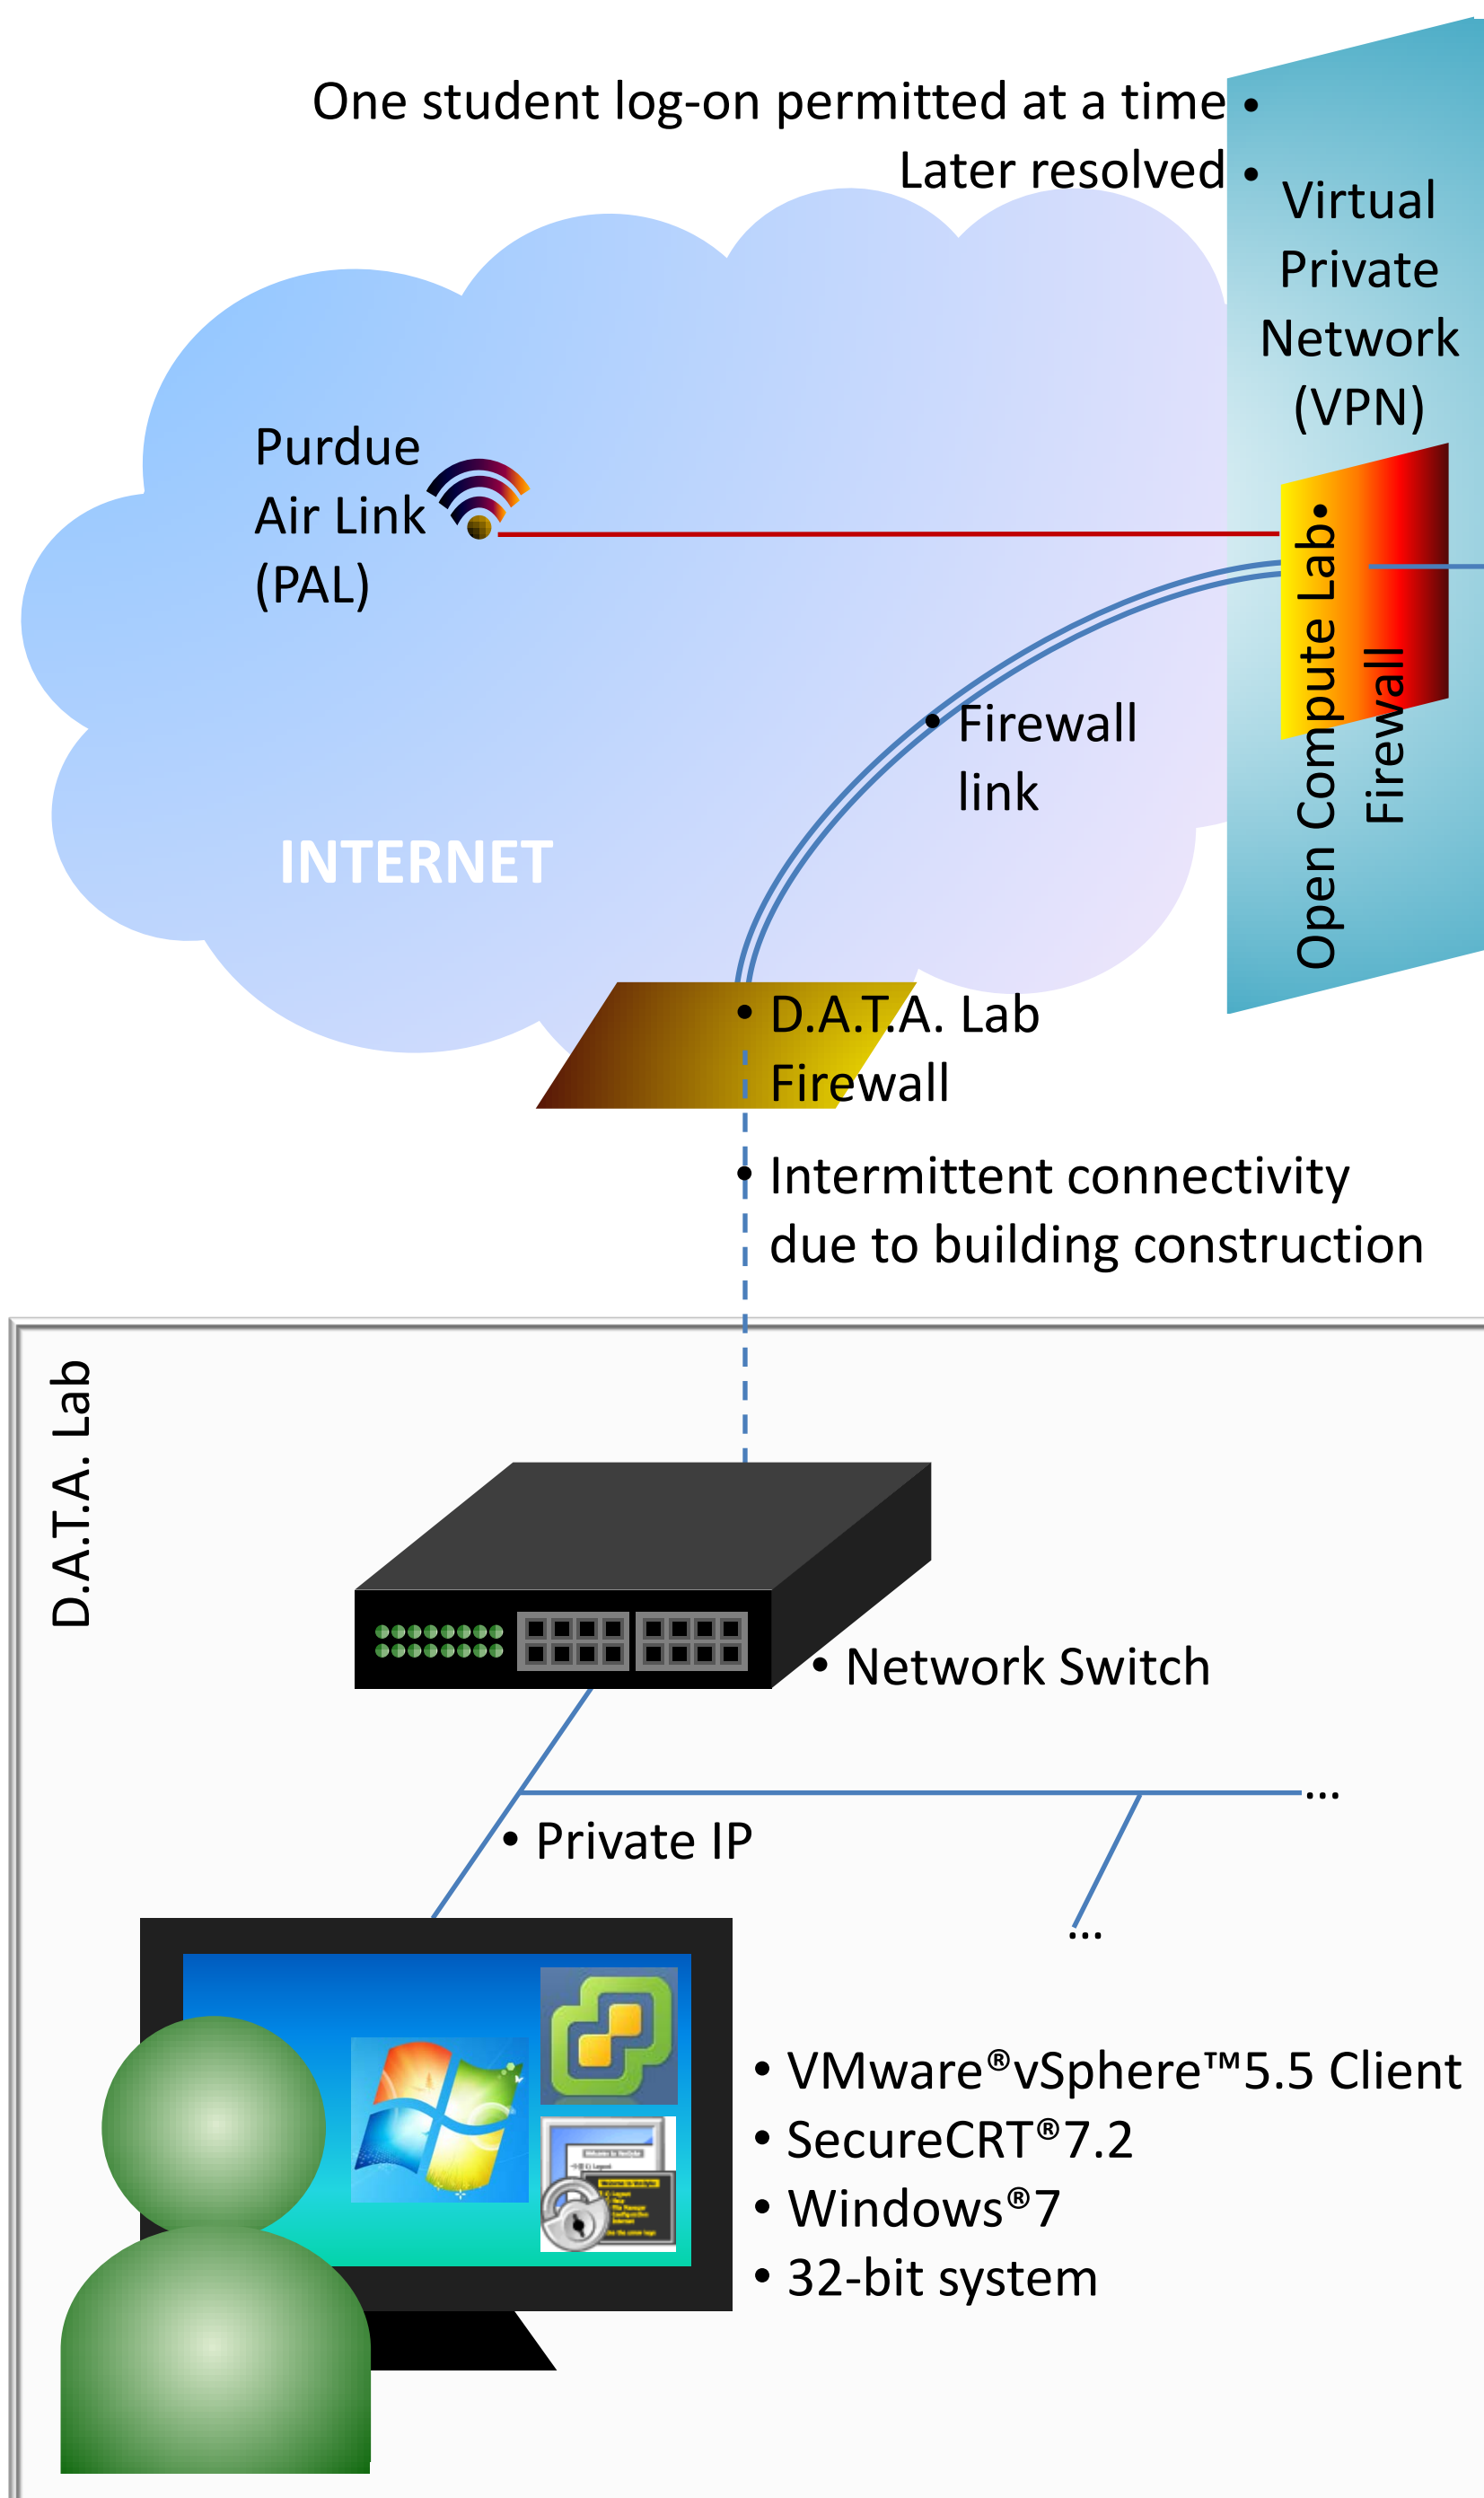 One student log-on permitted at a time •
Later resolved •
Virtual
Private
Network
(VPN)
Purdue
Air Link
(PAL)
Open Compute Lab •
Firewall
• Firewall
link
INTERNET
• D.A.T.A. Lab
Firewall
• Intermittent connectivity
due to building construction
D.A.T.A. Lab
• Network Switch
...
• Private IP
...
• VMware®vSphere™5.5 Client
• SecureCRT®7.2
• Windows®7
• 32-bit system